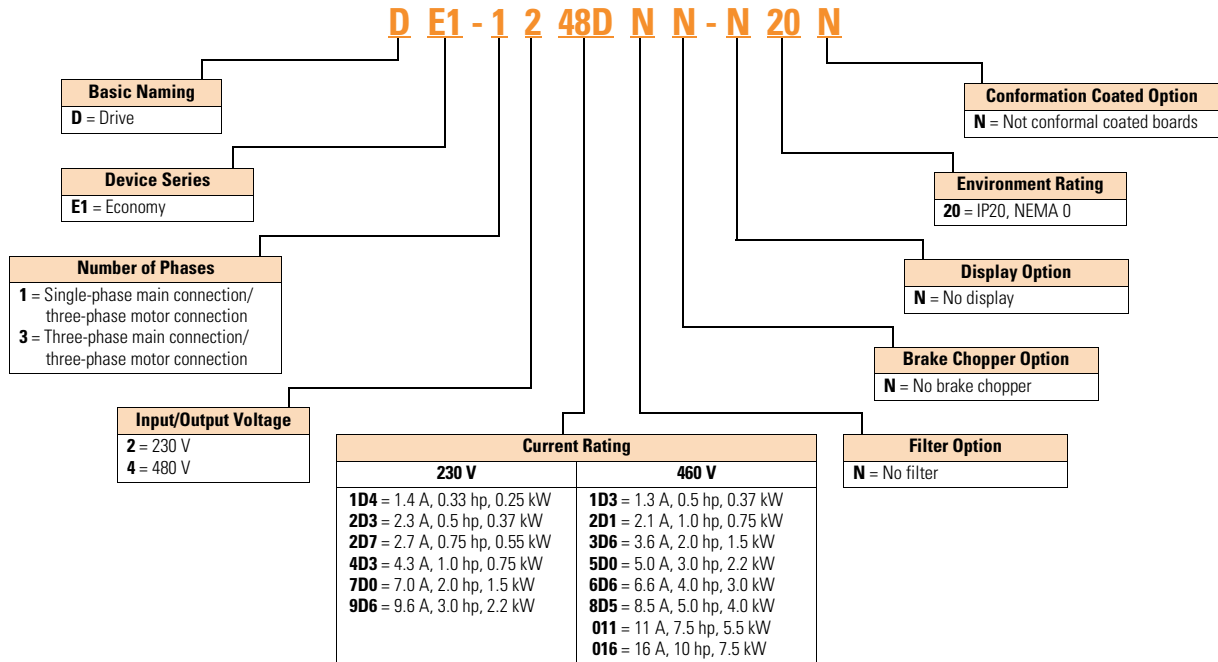 D E1 - 1 2 48D N N - N 20 N
Basic Naming
D = Drive
Device Series
E1 = Economy
Number of Phases
1 = Single-phase main connection/
three-phase motor connection
3 = Three-phase main connection/
three-phase motor connection
Input/Output Voltage
2 = 230 V
4 = 480 V
Current Rating
230 V
1D4 = 1.4 A, 0.33 hp, 0.25 kW
2D3 = 2.3 A, 0.5 hp, 0.37 kW
2D7 = 2.7 A, 0.75 hp, 0.55 kW
4D3 = 4.3 A, 1.0 hp, 0.75 kW
7D0 = 7.0 A, 2.0 hp, 1.5 kW
9D6 = 9.6 A, 3.0 hp, 2.2 kW
460 V
1D3 = 1.3 A, 0.5 hp, 0.37 kW
2D1 = 2.1 A, 1.0 hp, 0.75 kW
3D6 = 3.6 A, 2.0 hp, 1.5 kW
5D0 = 5.0 A, 3.0 hp, 2.2 kW
6D6 = 6.6 A, 4.0 hp, 3.0 kW
8D5 = 8.5 A, 5.0 hp, 4.0 kW
011 = 11 A, 7.5 hp, 5.5 kW
016 = 16 A, 10 hp, 7.5 kW
Filter Option
N = No filter
Brake Chopper Option
N = No brake chopper
Display Option
N = No display
Environment Rating
20 = IP20, NEMA 0
Conformation Coated Option
N = Not conformal coated boards